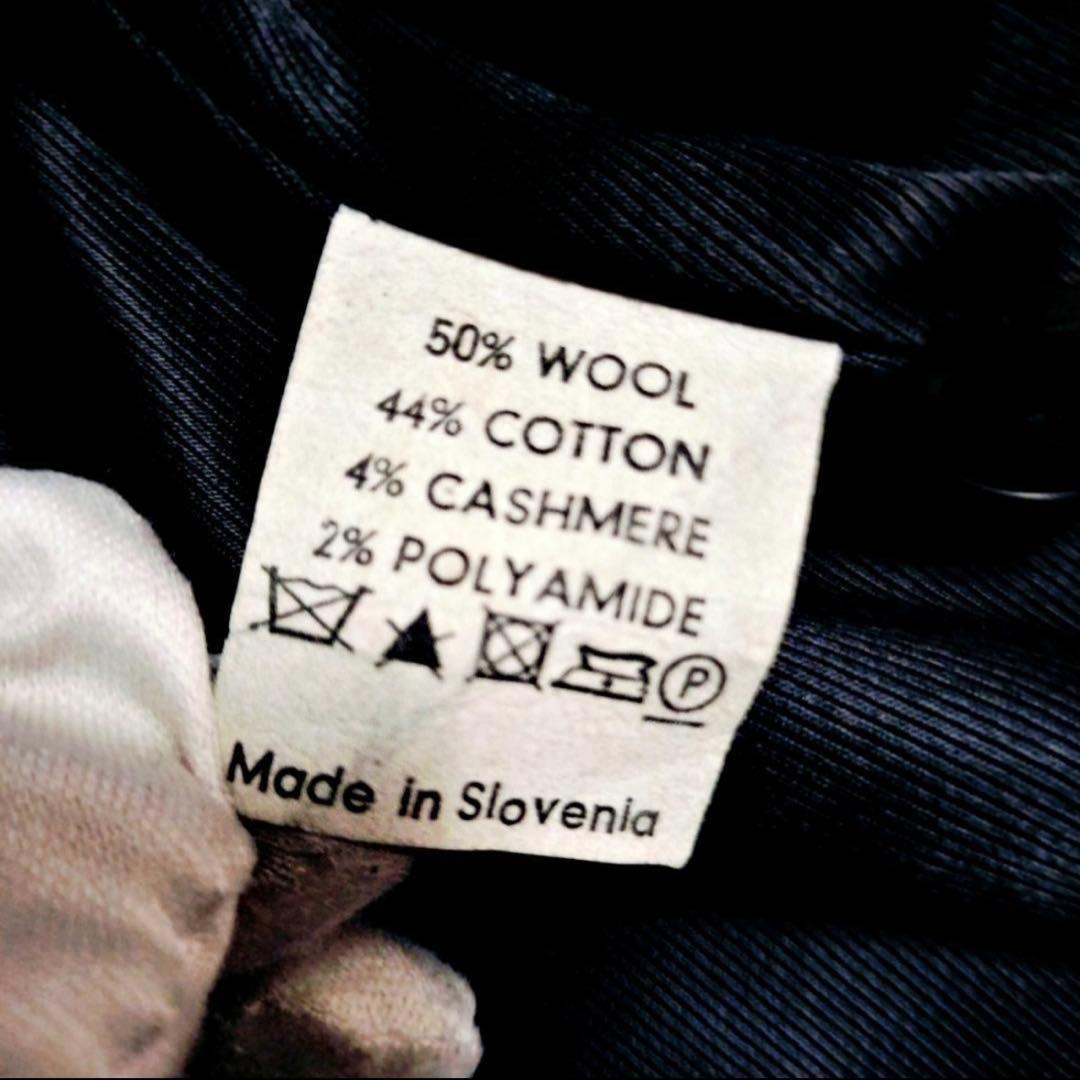 50% WOOL
44% COTTON
4% CASHMERE
2% POLYAMIDE
P
Made in Slovenia